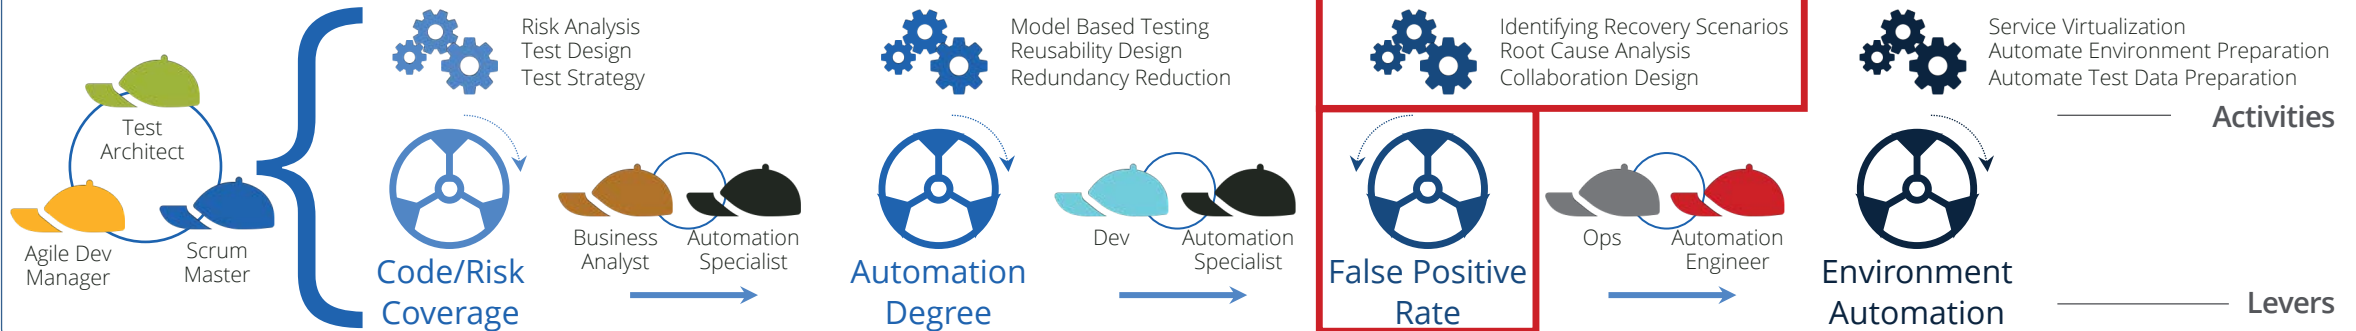 Risk Analysis
Test Design
Test Strategy
Model Based Testing
Reusability Design
Redundancy Reduction
Identifying Recovery Scenarios
Root Cause Analysis
Collaboration Design
Service Virtualization
Automate Environment Preparation
Automate Test Data Preparation
Activities
Test
Architect
Agile Dev
Manager
Scrum
Master
Code/Risk
Coverage
Business
Analyst
Automation
Specialist
Automation
Degree
Dev
Automation
Specialist
False Positive
Rate
Ops
Automation
Engineer
Environment
Automation
Levers